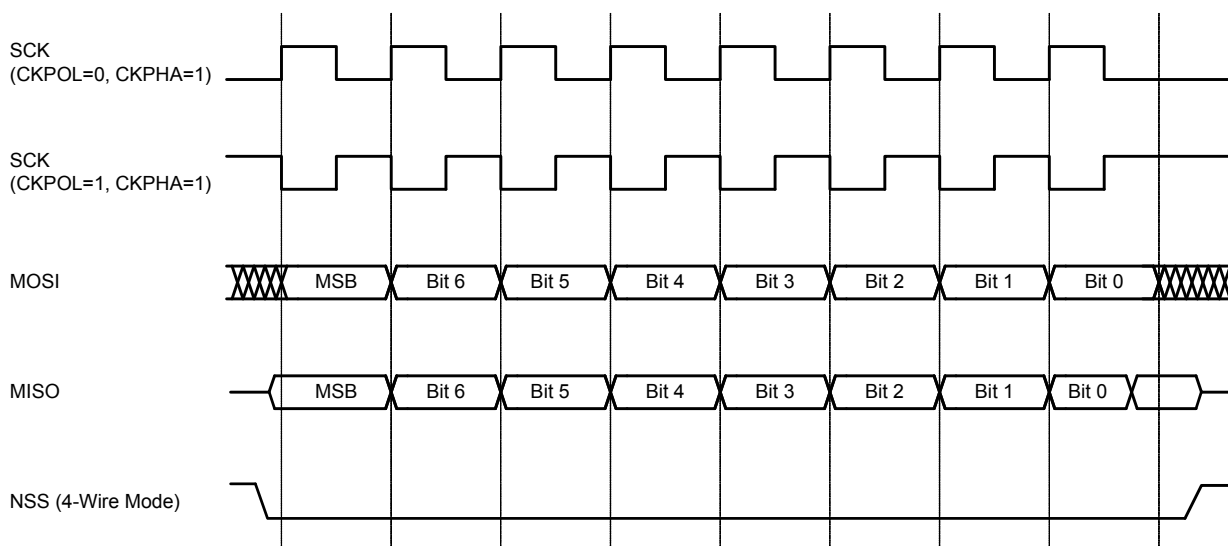 SCK
(CKPOL=0, CKPHA=1)
SCK
(CKPOL=1, CKPHA=1)
MOSI MSB Bit 6 Bit 5 Bit 4 Bit 3 Bit 2 Bit 1 Bit 0
MISO MSB Bit 6 Bit 5 Bit 4 Bit 3 Bit 2 Bit 1 Bit 0
NSS (4-Wire Mode)